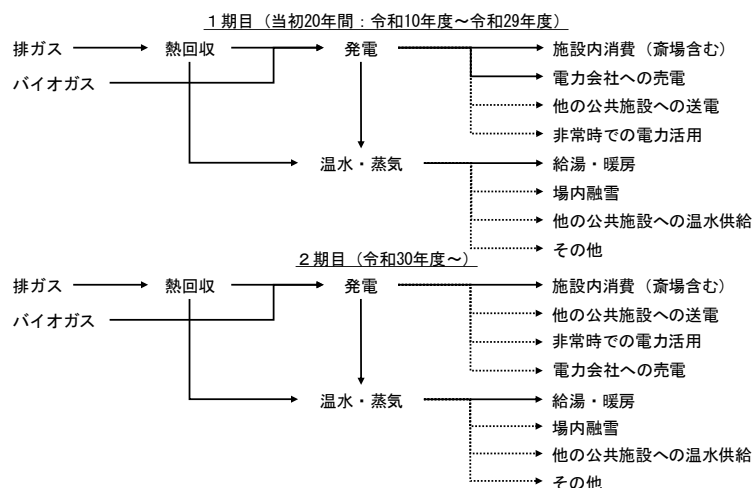 1期目（当初20年間：令和10年度～令和29年度）
排ガス 熱回収 発電 施設内消費（斎場含む）
バイオガス 電力会社への売電
他の公共施設への送電
非常時での電力活用
温水・蒸気 給湯・暖房
場内融雪
他の公共施設への温水供給
その他
２期目（令和30年度～）
排ガス 熱回収 発電 施設内消費（斎場含む）
バイオガス 他の公共施設への送電
非常時での電力活用
電力会社への売電
温水・蒸気 給湯・暖房
場内融雪
他の公共施設への温水供給
その他